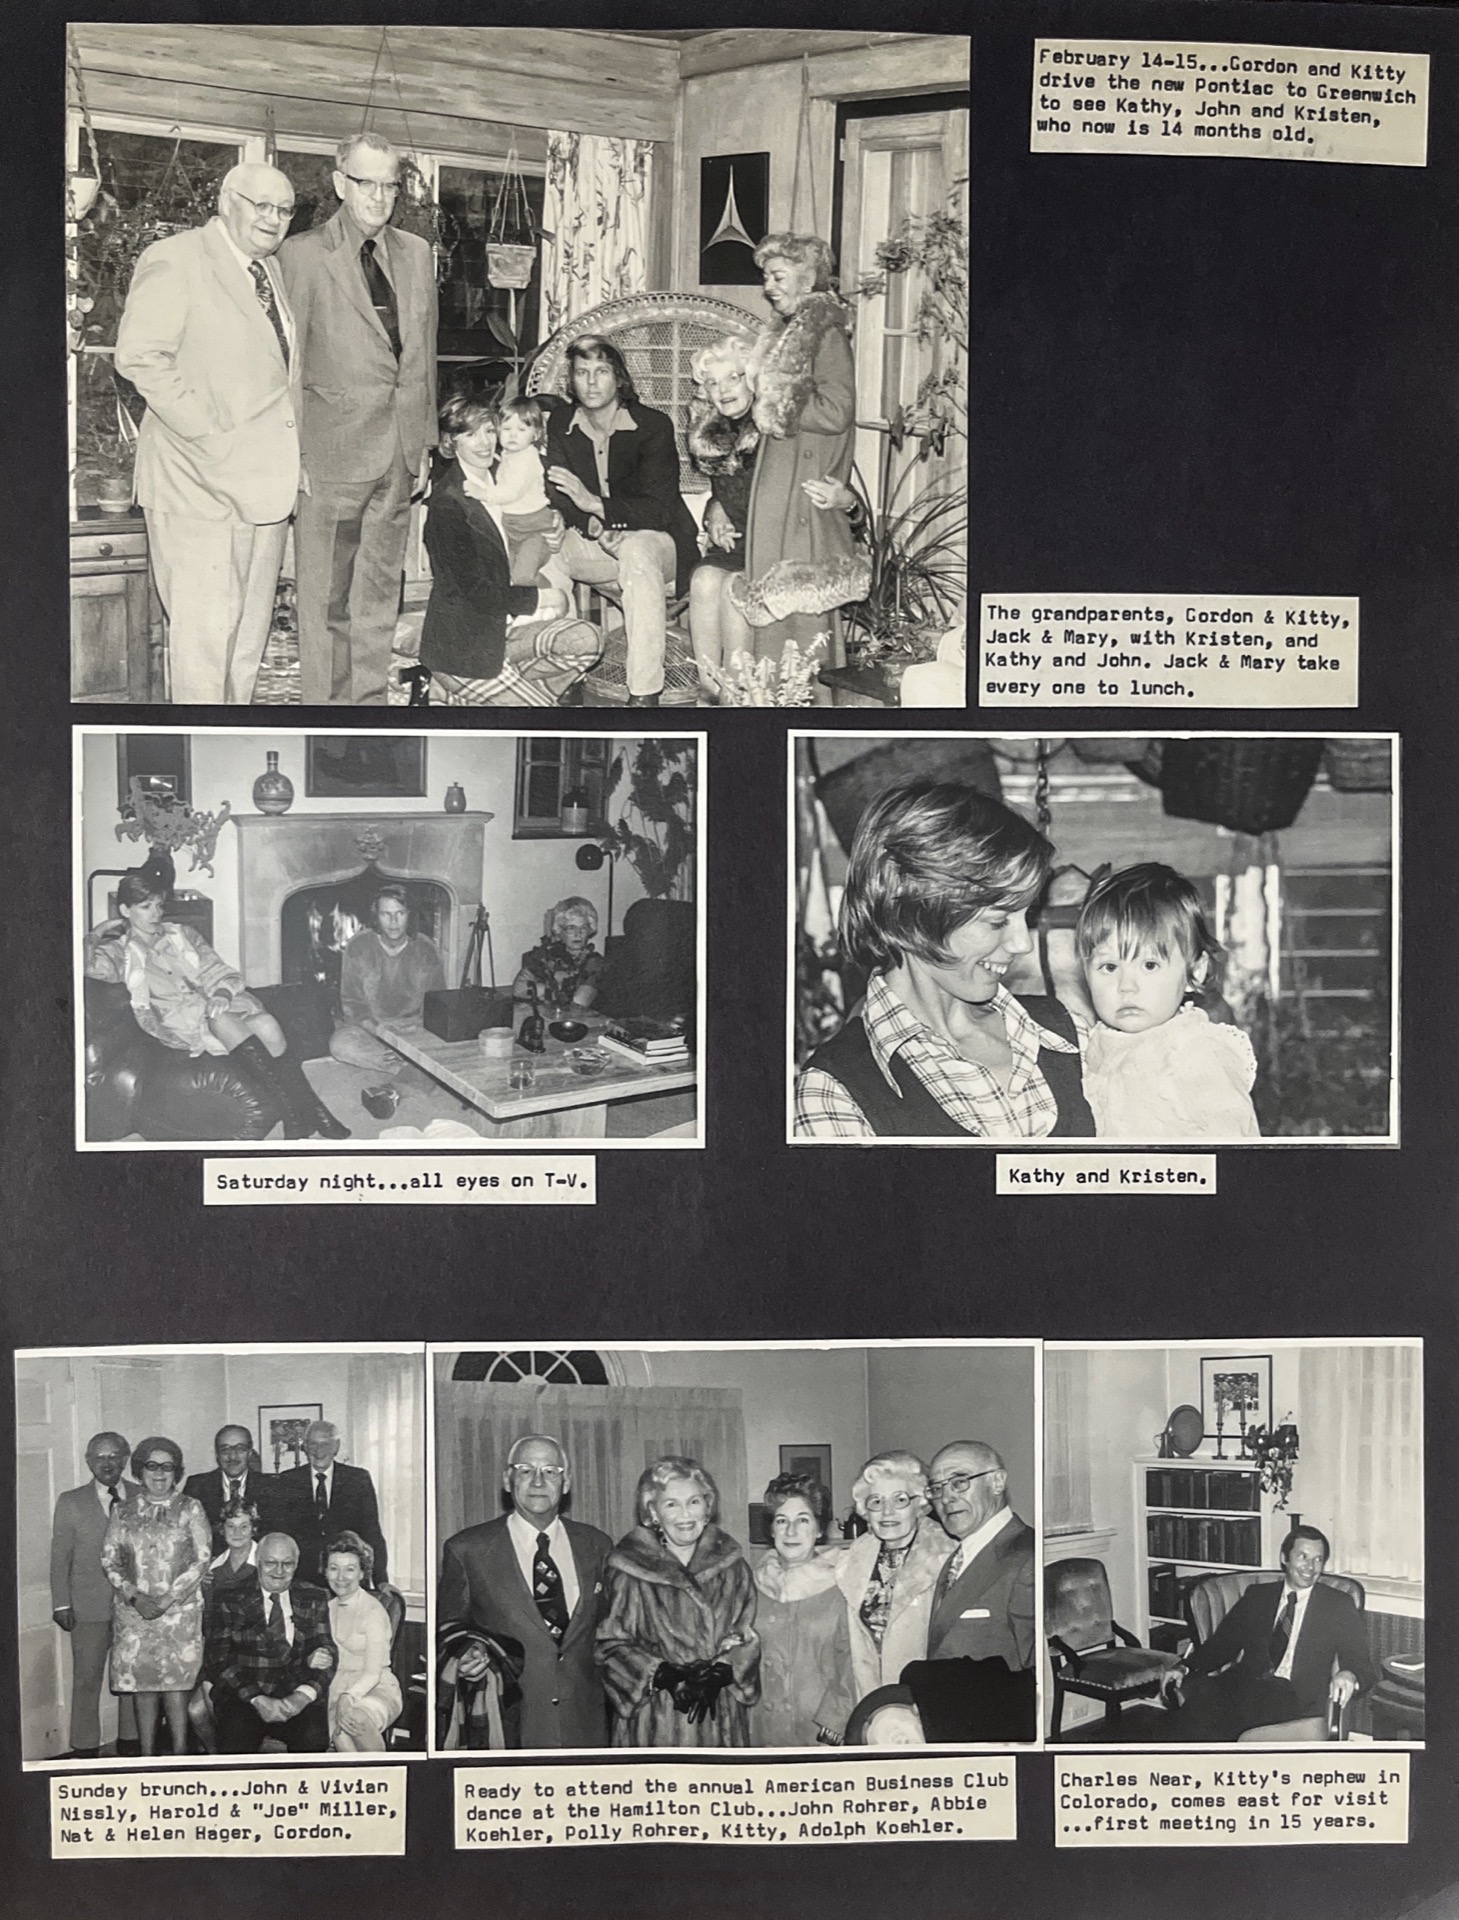 February 14-15...Gordon and Kitty
drive the new Pontiac to Greenwich
to see Kathy, John and Kristen,
who now is 14 months old.
The grandparents, Gordon & Kitty,
Jack & Mary, with Kristen, and
Kathy and John. Jack & Mary take
every one to lunch.
Saturday night...all eyes on T-V.
Kathy and Kristen.
Sunday brunch...John & Vivian
Nissly, Harold & "Joe" Miller,
Nat & Helen Hager, Gordon.
Ready to attend the annual American Business Club
dance at the Hamilton Club...John Rohrer, Abbie
Koehler, Polly Rohrer, Kitty, Adolph Koehler.
Charles Near, Kitty's nephew in
Colorado, comes east for visit
...first meeting in 15 years.